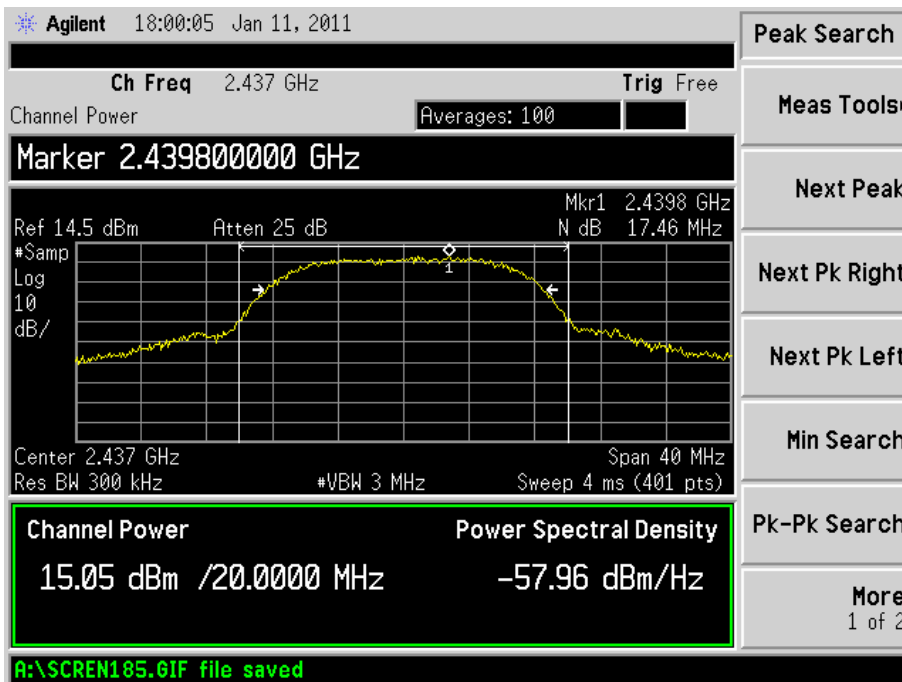 Agilent 18:00:05 Jan 11, 2011
Peak Search
Ch Freq 2.437 GHz Trig Free
Channel Power Averages: 100
Meas Tools
Marker 2.439800000 GHz
Next Peak
Mkr1 2.4398 GHz
Ref 14.5 dBm Atten 25 dB N dB 17.46 MHz
#Samp
Log
10
dB/
1
Next Pk Right
Next Pk Left
Min Search
Center 2.437 GHz Span 40 MHz
Res BW 300 kHz #VBW 3 MHz Sweep 4 ms (401 pts)
Channel Power Power Spectral Density
15.05 dBm /20.0000 MHz -57.96 dBm/Hz
Pk-Pk Search
More
1 of 2
A:\SCREN185.GIF file saved